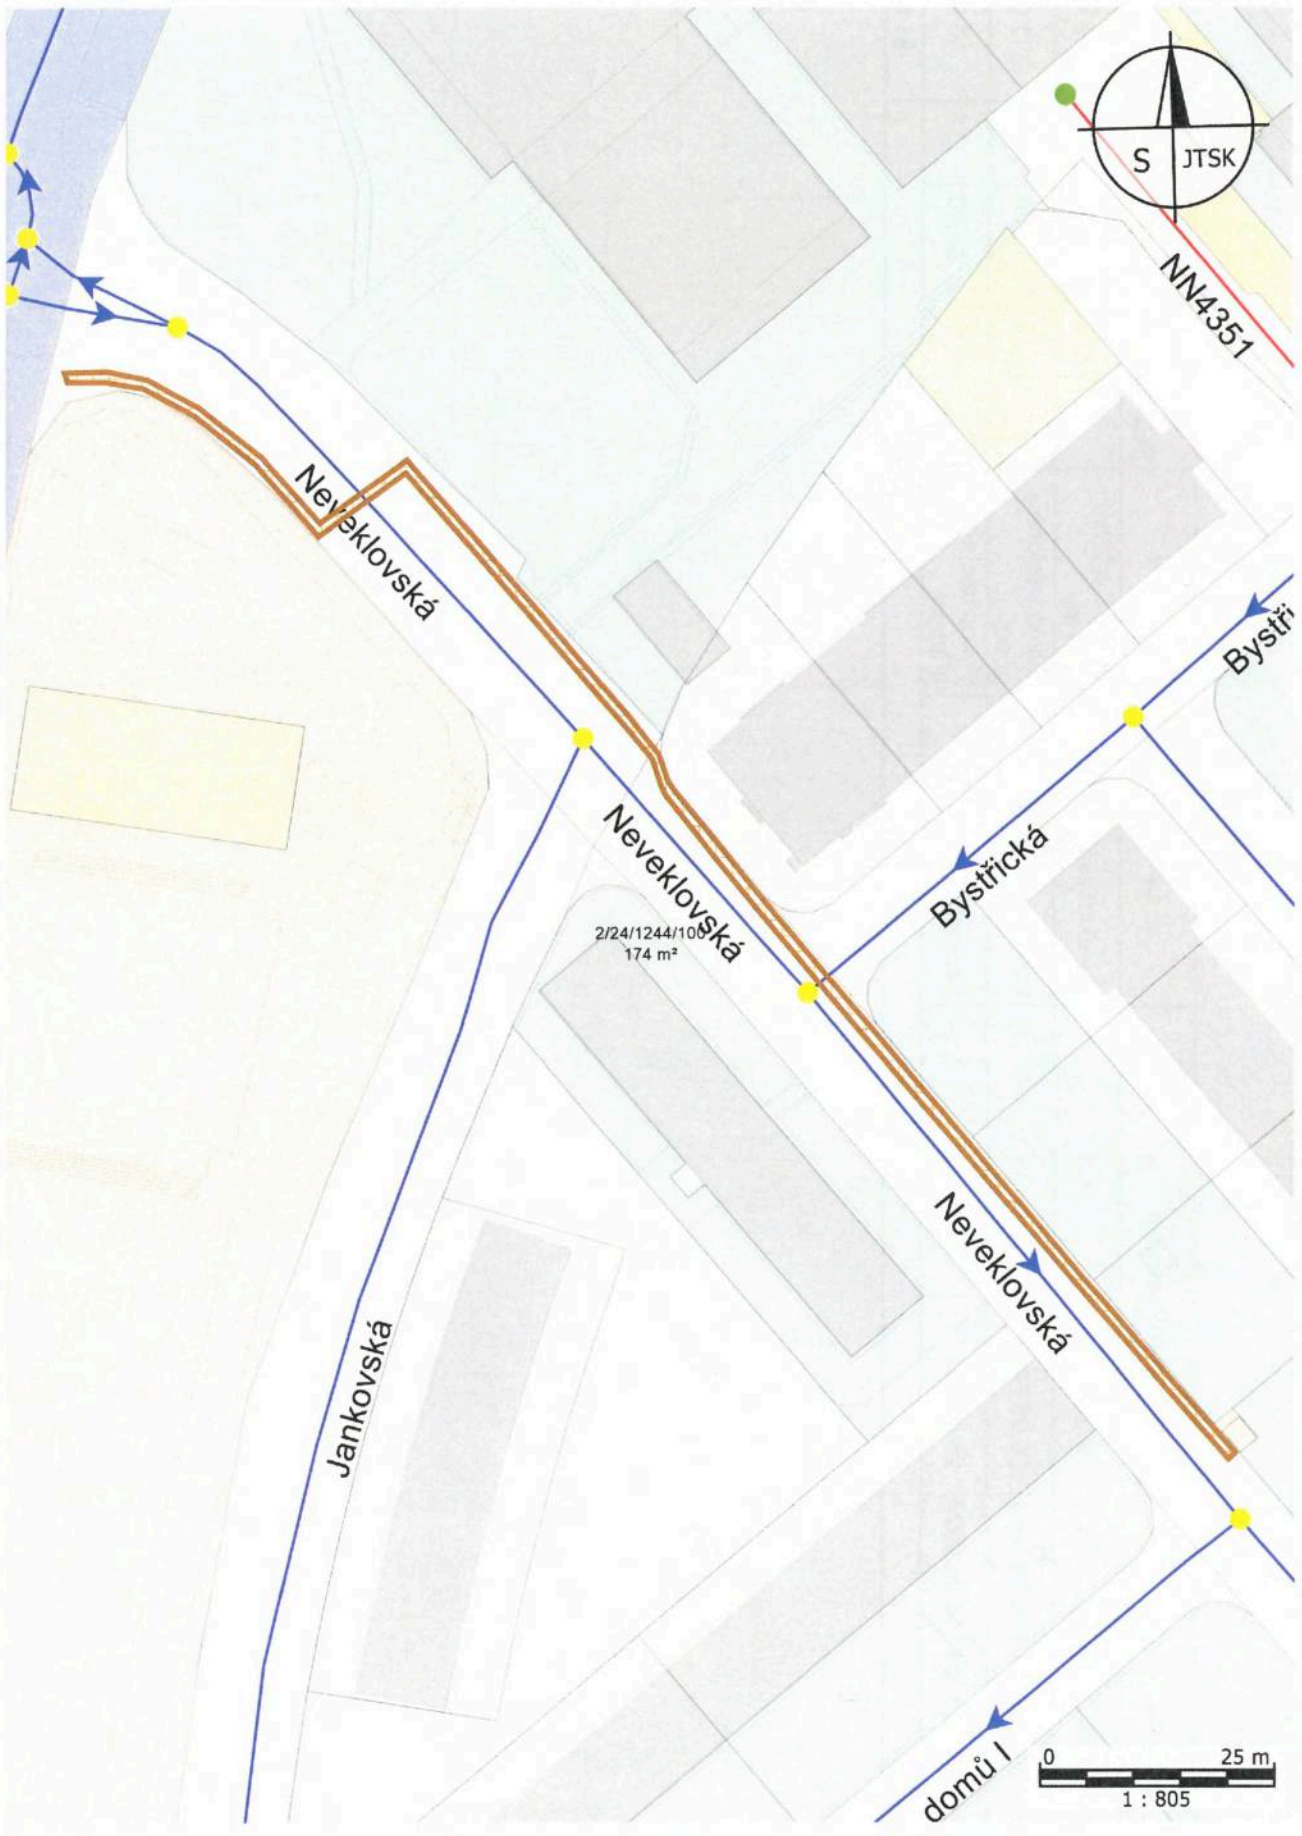 S JTSK
NN4351
Neveklovská
Bystři
Neveklovská
Bystřická
2/24/1244/100
174 m²
Neveklovská
Jankovská
domů I
0 25 m
1 : 805